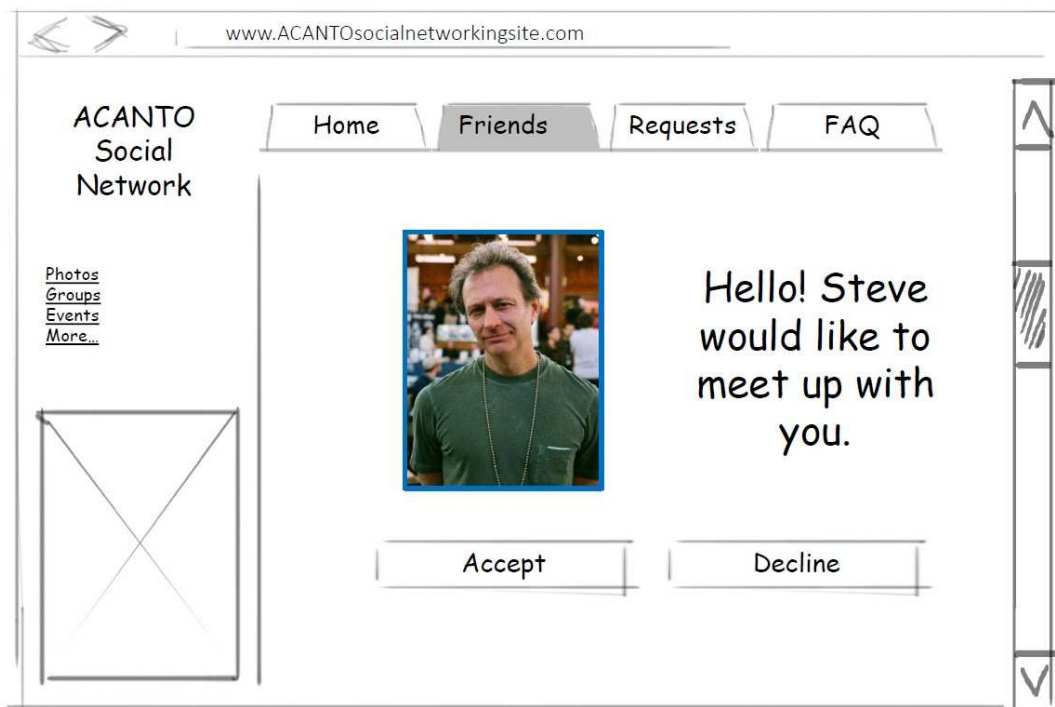 www.ACANTOsocialnetworkingsite.com
ACANTO
Social
Network
Home
Friends
Requests
FAQ
Photos
Groups
Events
More...
Hello! Steve
would like to
meet up with
you.
Accept
Decline